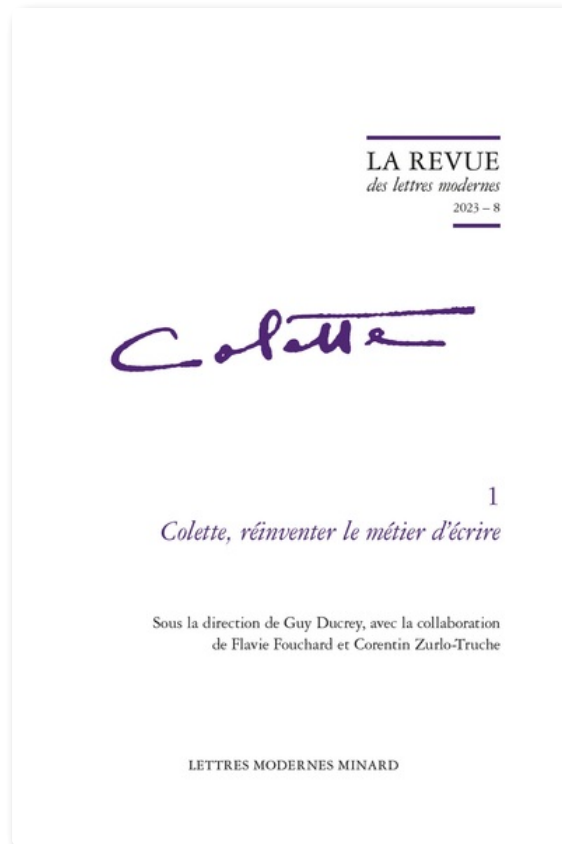 LA REVUE
des lettres modernes
2023 – 8
Colette
1
Colette, réinventer le métier d'écrire
Sous la direction de Guy Ducrey, avec la collaboration
de Flavie Fouchard et Corentin Zurlo-Truche
LETTRES MODERNES MINARD